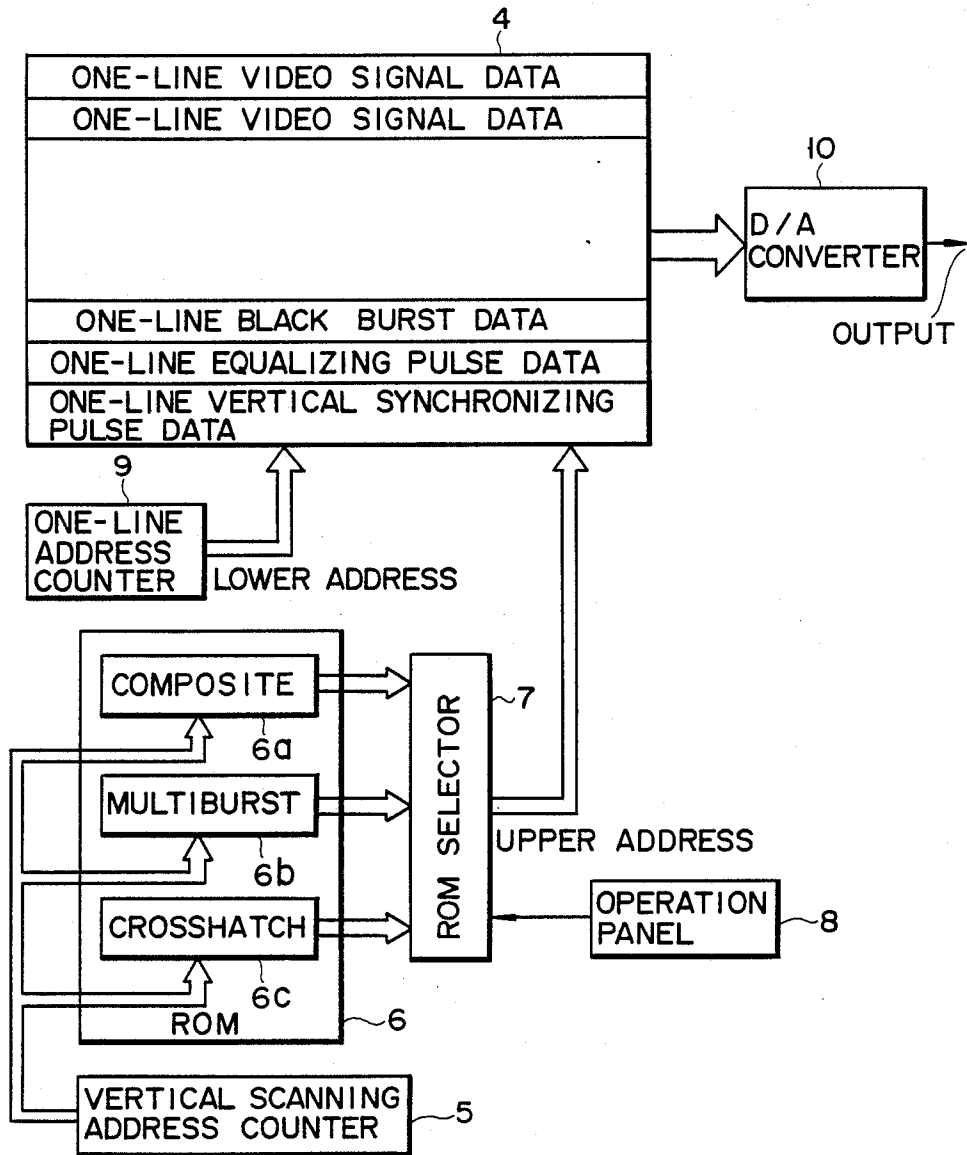 4
ONE-LINE VIDEO SIGNAL DATA
ONE-LINE VIDEO SIGNAL DATA
10
D/A
CONVERTER
OUTPUT
ONE-LINE BLACK BURST DATA
ONE-LINE EQUALIZING PULSE DATA
ONE-LINE VERTICAL SYNCHRONIZING
PULSE DATA
9
ONE-LINE
ADDRESS
COUNTER
LOWER ADDRESS
COMPOSITE
6a
MULTIBURST
6b
CROSSHATCH
6c
ROM
6
ROM SELECTOR
7
UPPER ADDRESS
OPERATION
PANEL
8
VERTICAL SCANNING
ADDRESS COUNTER
5